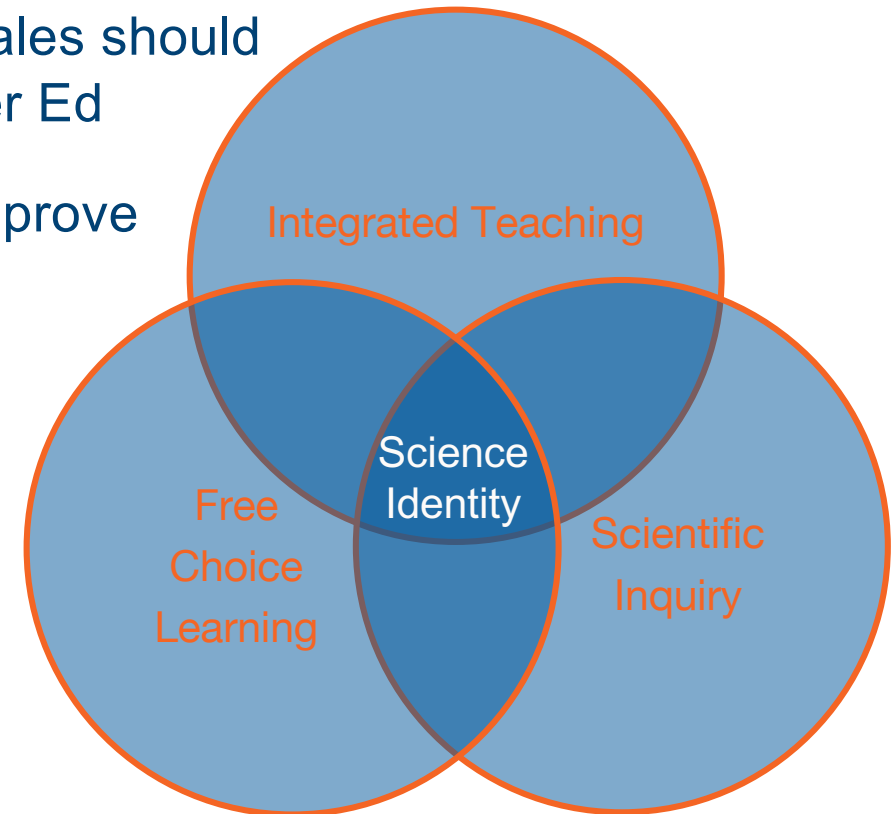 ales should
er Ed
prove
Integrated Teaching
Science
Identity
Free
Choice
Learning
Scientific
Inquiry